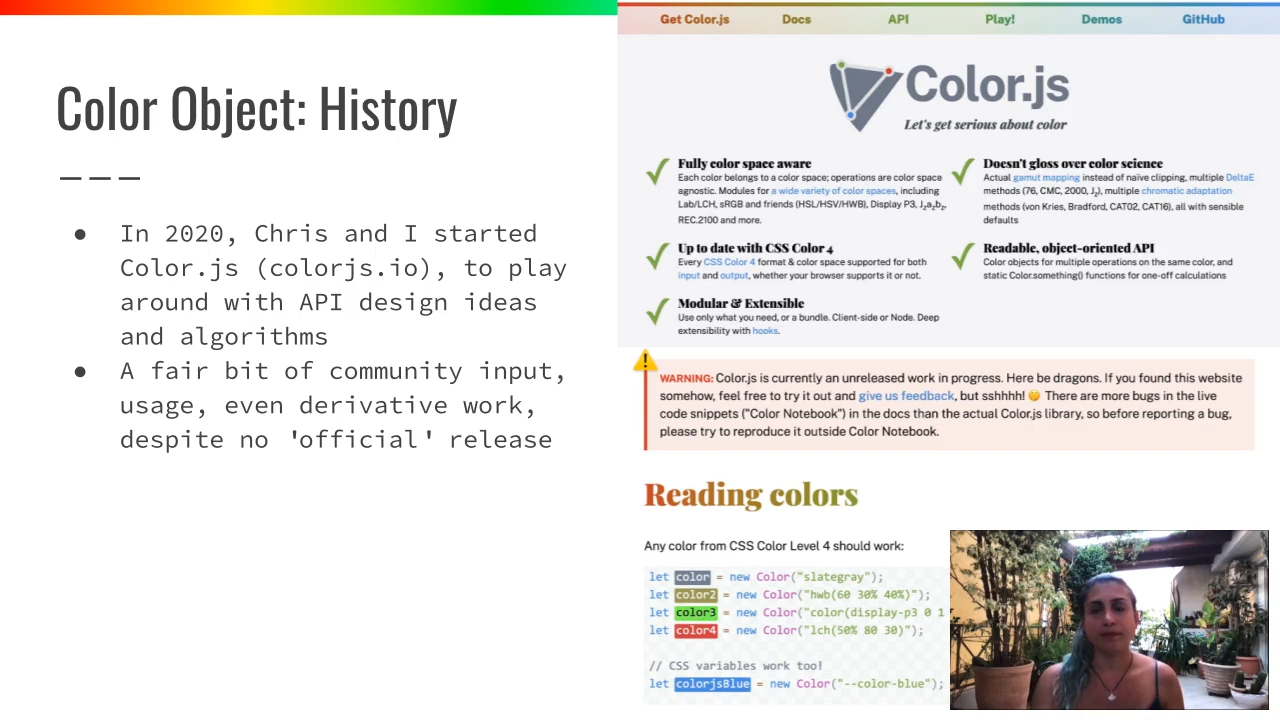 Color Object: History
● In 2020, Chris and I started
Color.js (colorjs.io), to play
around with API design ideas
and algorithms
● A fair bit of community input,
usage, even derivative work,
despite no 'official' release
Get Color.js Docs API Play! Demos GitHub
Color.js
Let's get serious about color
Fully color space aware
Each color belongs to a color space; operations are color space
agnostic. Modules for a wide variety of color spaces, including
Lab/LCH, sRGB and friends (HSL/HSV/HWB), Display P3, Jzazbz,
REC.2100 and more.
Doesn't gloss over color science
Actual gamut mapping instead of naïve clipping, multiple DeltaE
methods (76, CMC, 2000, Jz), multiple chromatic adaptation
methods (von Kries, Bradford, CAT02, CAT16), all with sensible
defaults
Up to date with CSS Color 4
Every CSS Color 4 format & color space supported for both
input and output, whether your browser supports it or not.
Readable, object-oriented API
Color objects for multiple operations on the same color, and
static Color.something() functions for one-off calculations
Modular & Extensible
Use only what you need, or a bundle. Client-side or Node. Deep
extensibility with hooks.
WARNING: Color.js is currently an unreleased work in progress. Here be dragons. If you found this website
somehow, feel free to try it out and give us feedback, but sshhhh! 🤫 There are more bugs in the live
code snippets ("Color Notebook") in the docs than the actual Color.js library, so before reporting a bug,
please try to reproduce it outside Color Notebook.
Reading colors
Any color from CSS Color Level 4 should work:
let color = new Color("slategray");
let color2 = new Color("hwb(60 30% 40%)");
let color3 = new Color("color(display-p3 0 1
let color4 = new Color("lch(50% 80 30)");
// CSS variables work too!
let colorjsBlue = new Color("--color-blue");